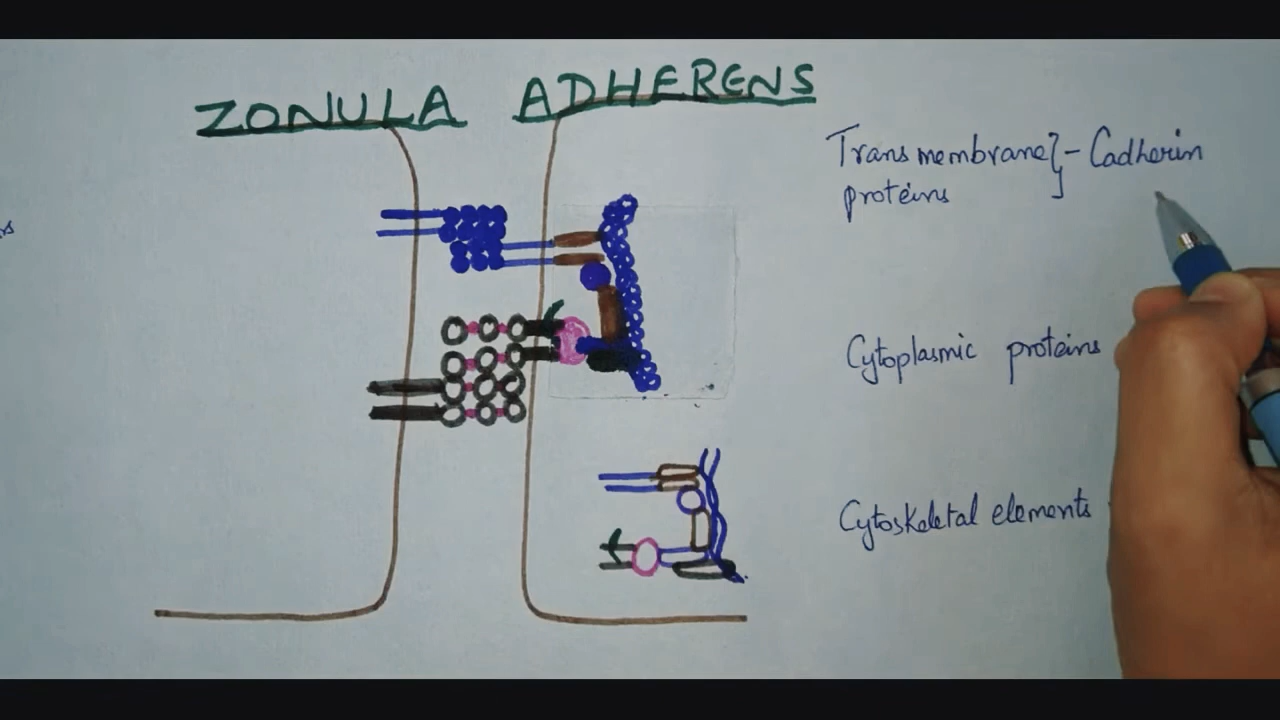 ZONULA ADHERENS
Transmembrane} - Cadherin
proteins
Cytoplasmic proteins
Cytoskeletal elements